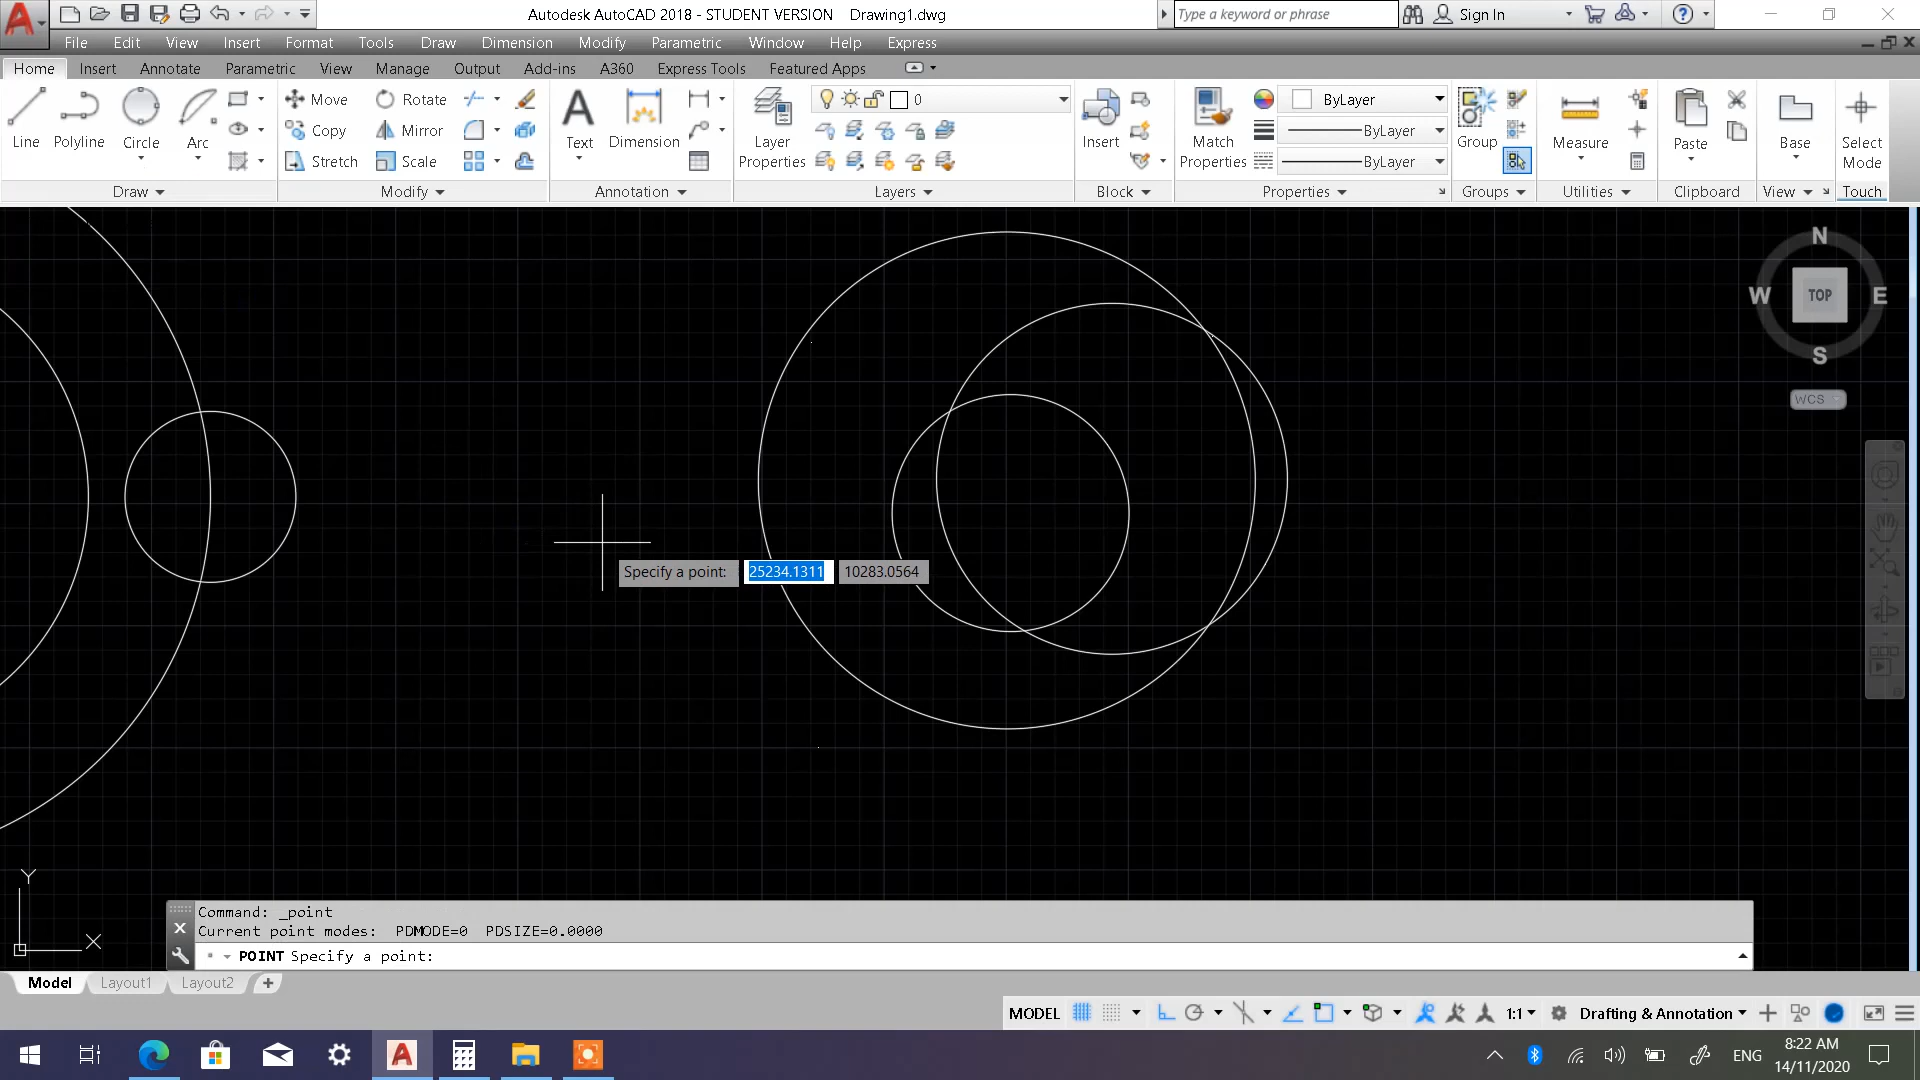 Autodesk AutoCAD 2018 - STUDENT VERSION Drawing1.dwg
Type a keyword or phrase
Sign In
File Edit View Insert Format Tools Draw Dimension Modify Parametric Window Help Express
Home Insert Annotate Parametric View Manage Output Add-ins A360 Express Tools Featured Apps
Line Polyline Circle Arc
Move Rotate
Copy Mirror
Stretch Scale
Text Dimension
Layer Properties
0
Insert
Match Properties
ByLayer
ByLayer
ByLayer
Group
Measure
Paste
Base
Select Mode
Draw Modify Annotation Layers Block Properties Groups Utilities Clipboard View Touch
N
W TOP E
S
WCS
Specify a point: 25234.1311 10283.0564
Y
X
Command: _point
Current point modes: PDMODE=0 PDSIZE=0.0000
POINT Specify a point:
Model Layout1 Layout2 +
MODEL 1:1 Drafting & Annotation
ENG 8:22 AM
14/11/2020